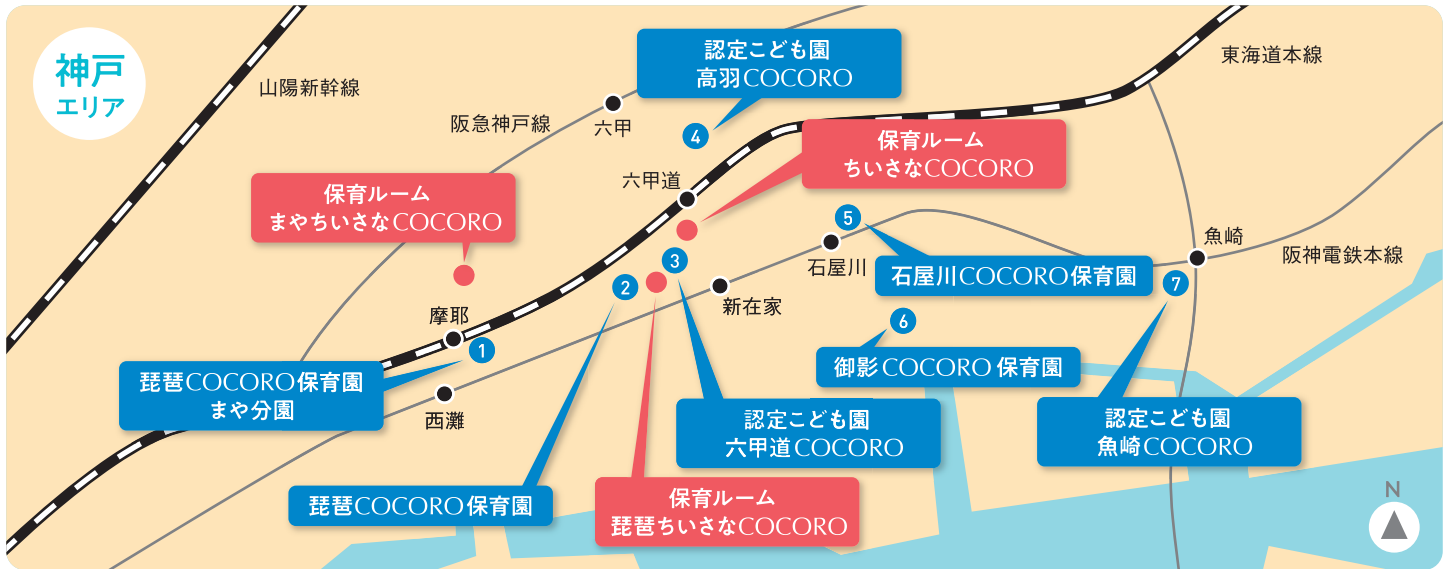 神戸
エリア
山陽新幹線
阪急神戸線
六甲
認定こども園
高羽COCORO
4
東海道本線
保育ルーム
ちいさなCOCORO
六甲道
保育ルーム
まやちいさなCOCORO
5
石屋川
石屋川COCORO保育園
魚崎
阪神電鉄本線
3
2
7
新在家
6
摩耶
1
御影COCORO保育園
琵琶COCORO保育園
まや分園
西灘
認定こども園
六甲道COCORO
認定こども園
魚崎COCORO
琵琶COCORO保育園
保育ルーム
琵琶ちいさなCOCORO
N